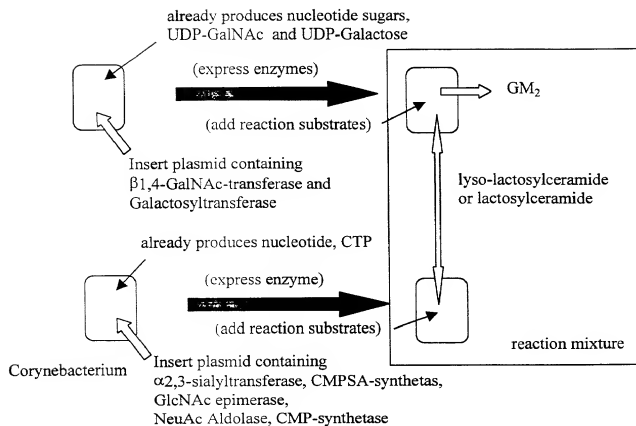 already produces nucleotide sugars,
UDP-GalNAc and UDP-Galactose
(express enzymes)
(add reaction substrates)
GM2
Insert plasmid containing
β1,4-GalNAc-transferase and
Galactosyltransferase
lyso-lactosylceramide
or lactosylceramide
already produces nucleotide, CTP
(express enzyme)
(add reaction substrates)
reaction mixture
Corynebacterium
Insert plasmid containing
α2,3-sialyltransferase, CMPSA-synthetas,
GlcNAc epimerase,
NeuAc Aldolase, CMP-synthetase